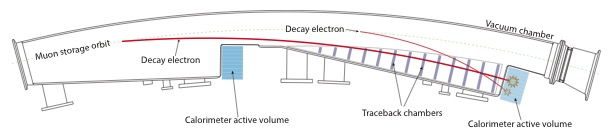 Decay electron
Vacuum chamber
Muon storage orbit
Decay electron
Calorimeter active volume
Traceback chambers
Calorimeter active volume